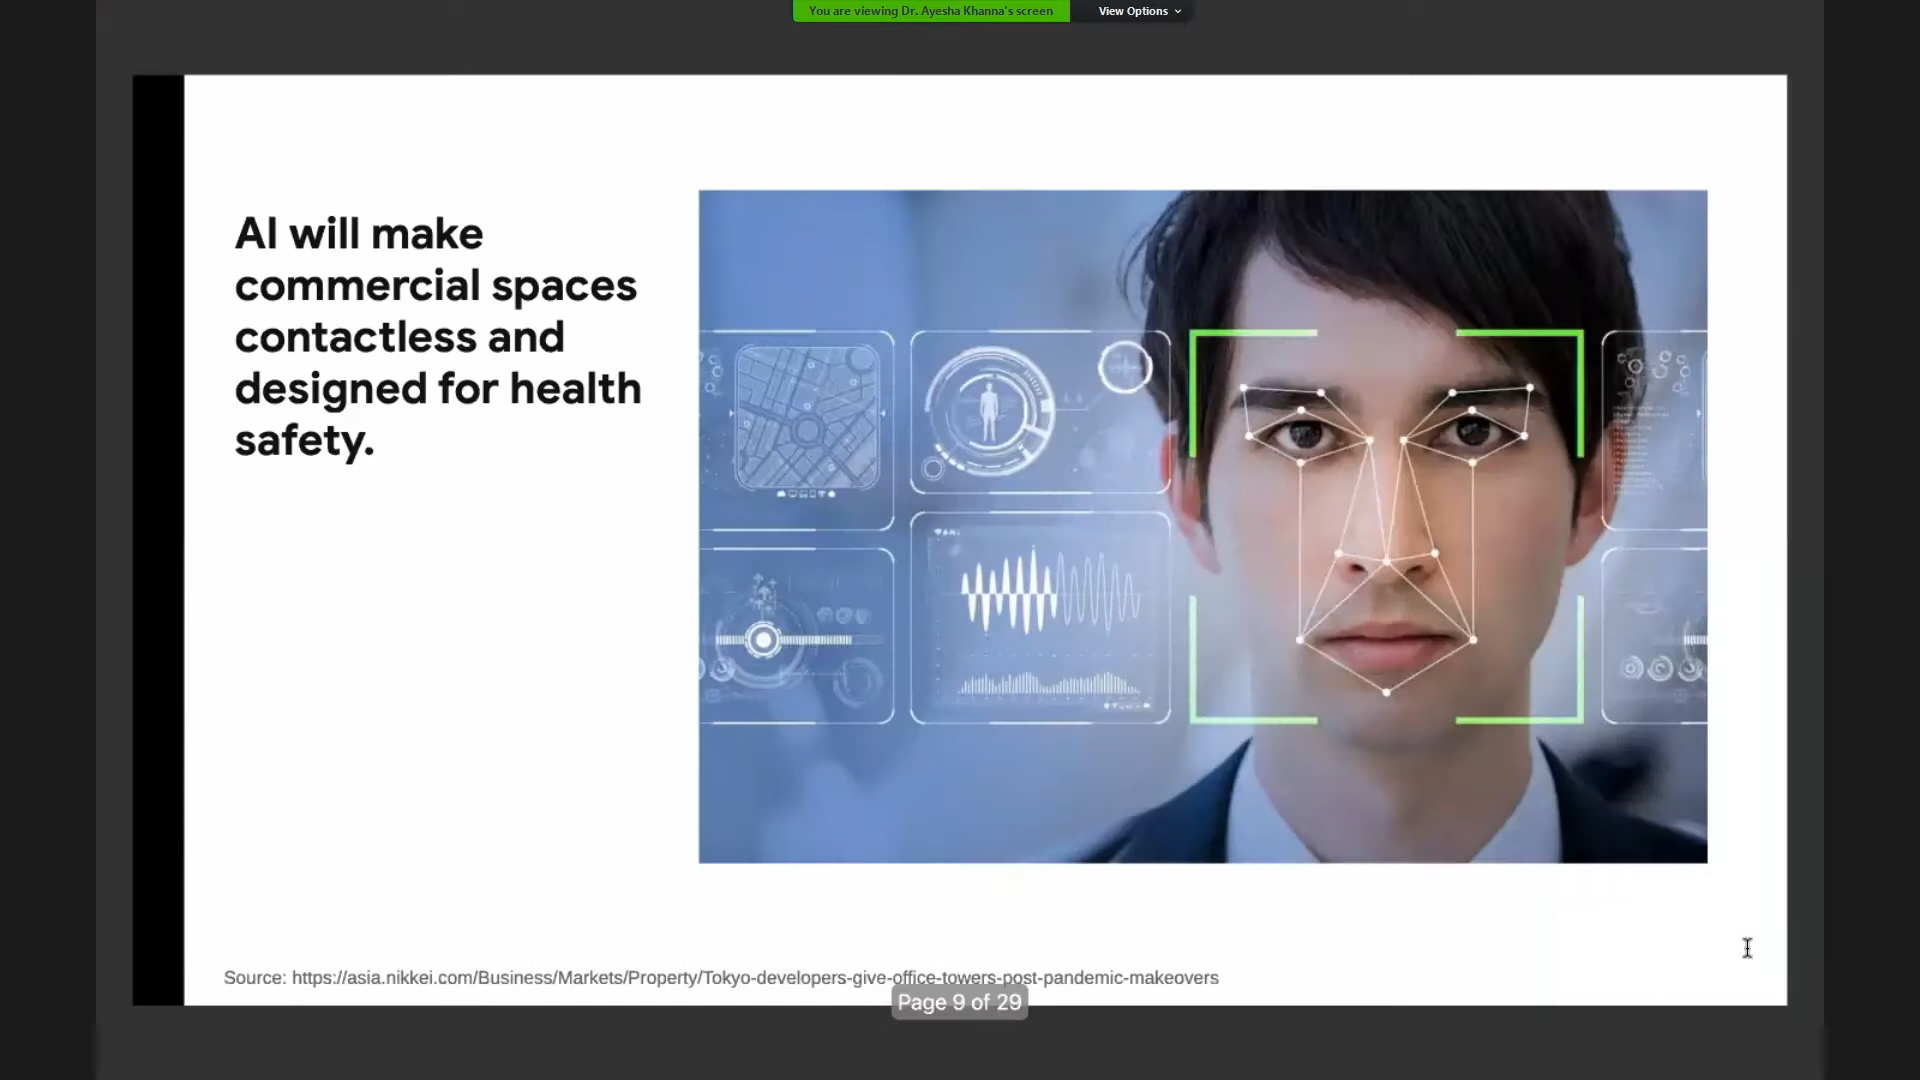 You are viewing Dr. Ayesha Khanna's screen
View Options
AI will make
commercial spaces
contactless and
designed for health
safety.
Source: https://asia.nikkei.com/Business/Markets/Property/Tokyo-developers-give-office-towers-post-pandemic-makeovers
Page 9 of 29